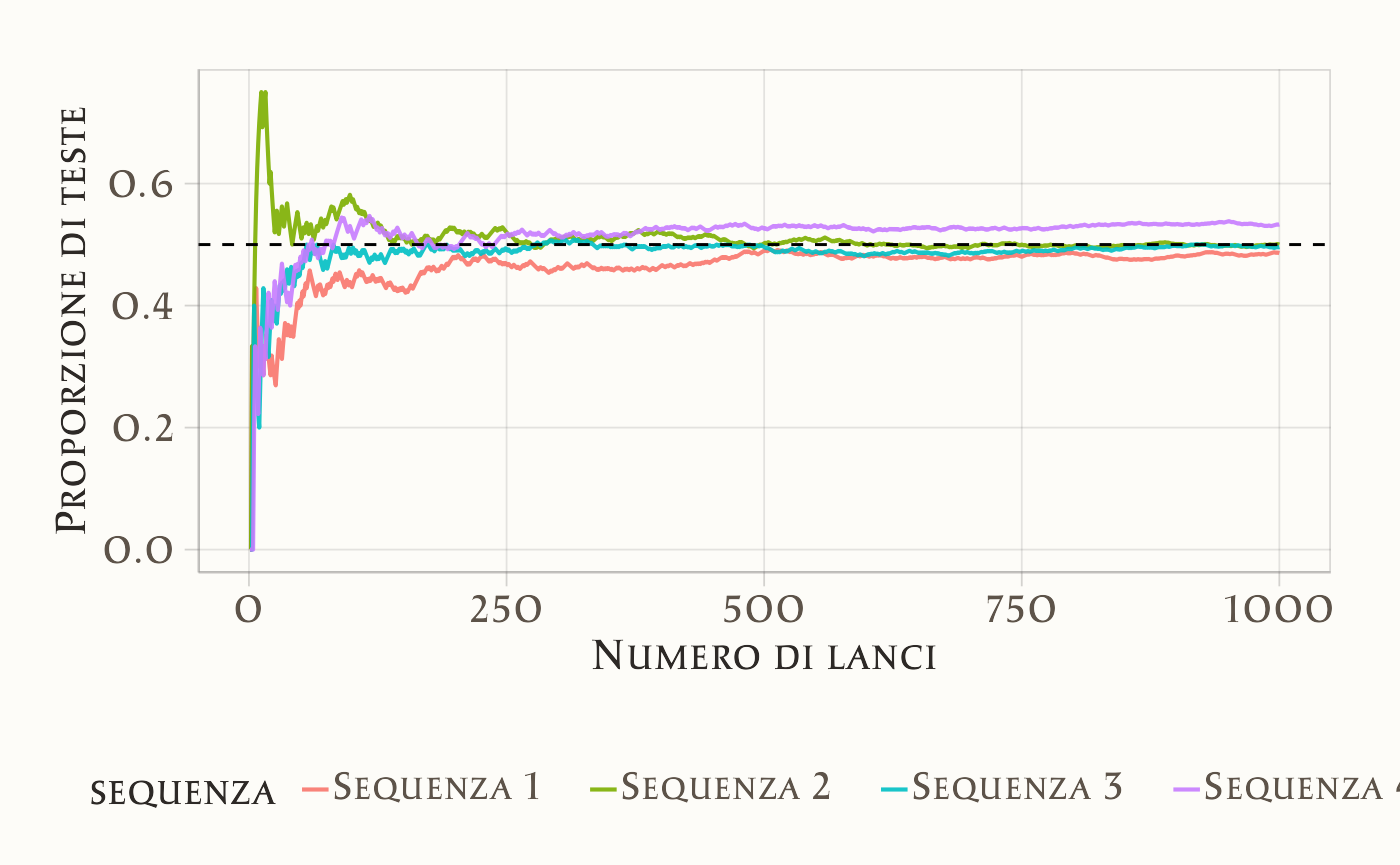 Proporzione di teste
0.6
0.4
0.2
0.0
0 250 500 750 1000
Numero di lanci
sequenza Sequenza 1 Sequenza 2 Sequenza 3 Sequenza